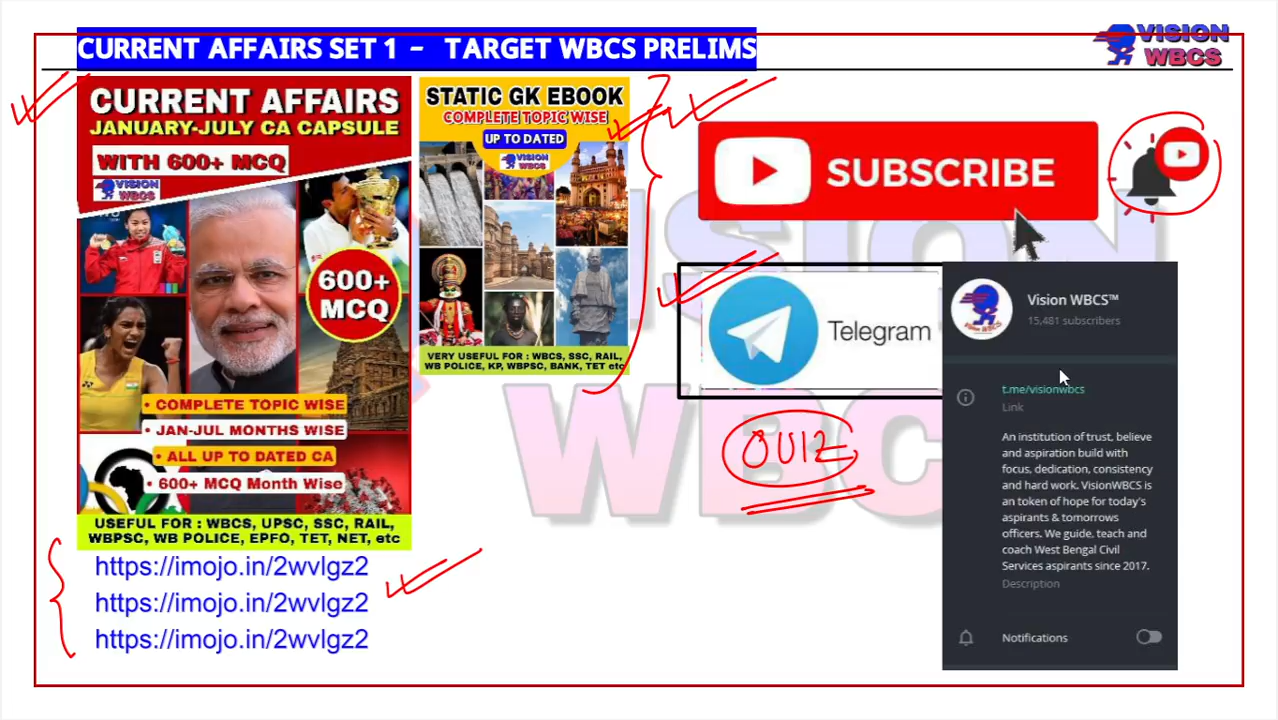 CURRENT AFFAIRS SET 1 - TARGET WBCS PRELIMS
VISION
WBCS
CURRENT AFFAIRS
JANUARY-JULY CA CAPSULE
WITH 600+ MCQ
VISION
WBCS
600+
MCQ
• COMPLETE TOPIC WISE
• JAN-JUL MONTHS WISE
• ALL UP TO DATED CA
• 600+ MCQ Month Wise
USEFUL FOR : WBCS, UPSC, SSC, RAIL,
WBPSC, WB POLICE, EPFO, TET, NET, etc
https://imojo.in/2wvlgz2
https://imojo.in/2wvlgz2
https://imojo.in/2wvlgz2
STATIC GK EBOOK
COMPLETE TOPIC WISE
UP TO DATED
VISION
WBCS
VERY USEFUL FOR : WBCS, SSC, RAIL,
WB POLICE, KP, WBPSC, BANK, TET etc
SUBSCRIBE
Telegram
QUIZ
Vision WBCS™
15,481 subscribers
t.me/visionwbcs
Link
An institution of trust, believe
and aspiration build with
focus, dedication, consistency
and hard work. VisionWBCS is
an token of hope for today's
aspirants & tomorrows
officers. We guide, teach and
coach West Bengal Civil
Services aspirants since 2017.
Description
Notifications
VISION
WBCS